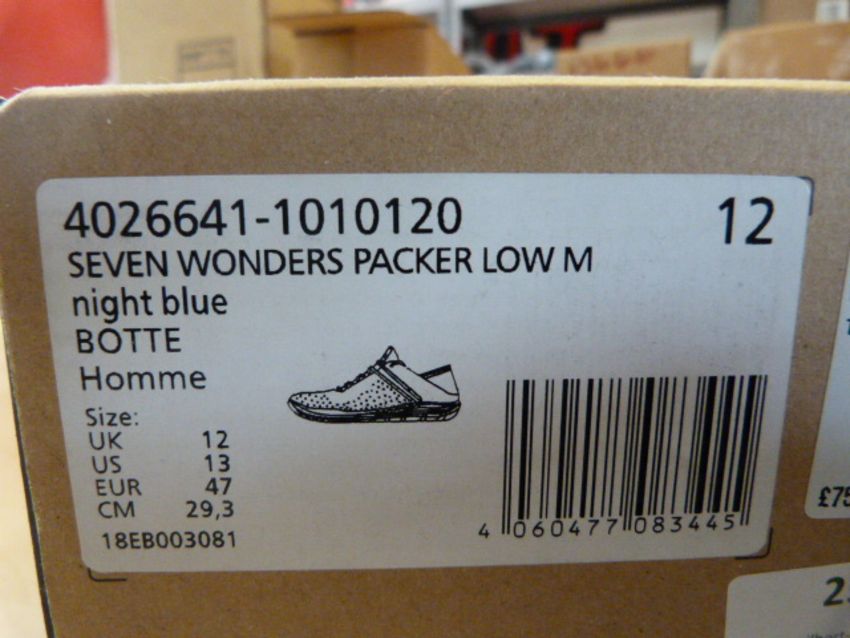 4026641-1010120 12
SEVEN WONDERS PACKER LOW M
night blue
BOTTE
Homme
Size:
UK 12
US 13
EUR 47
CM 29,3
18EB003081
4 060477 083445
£75